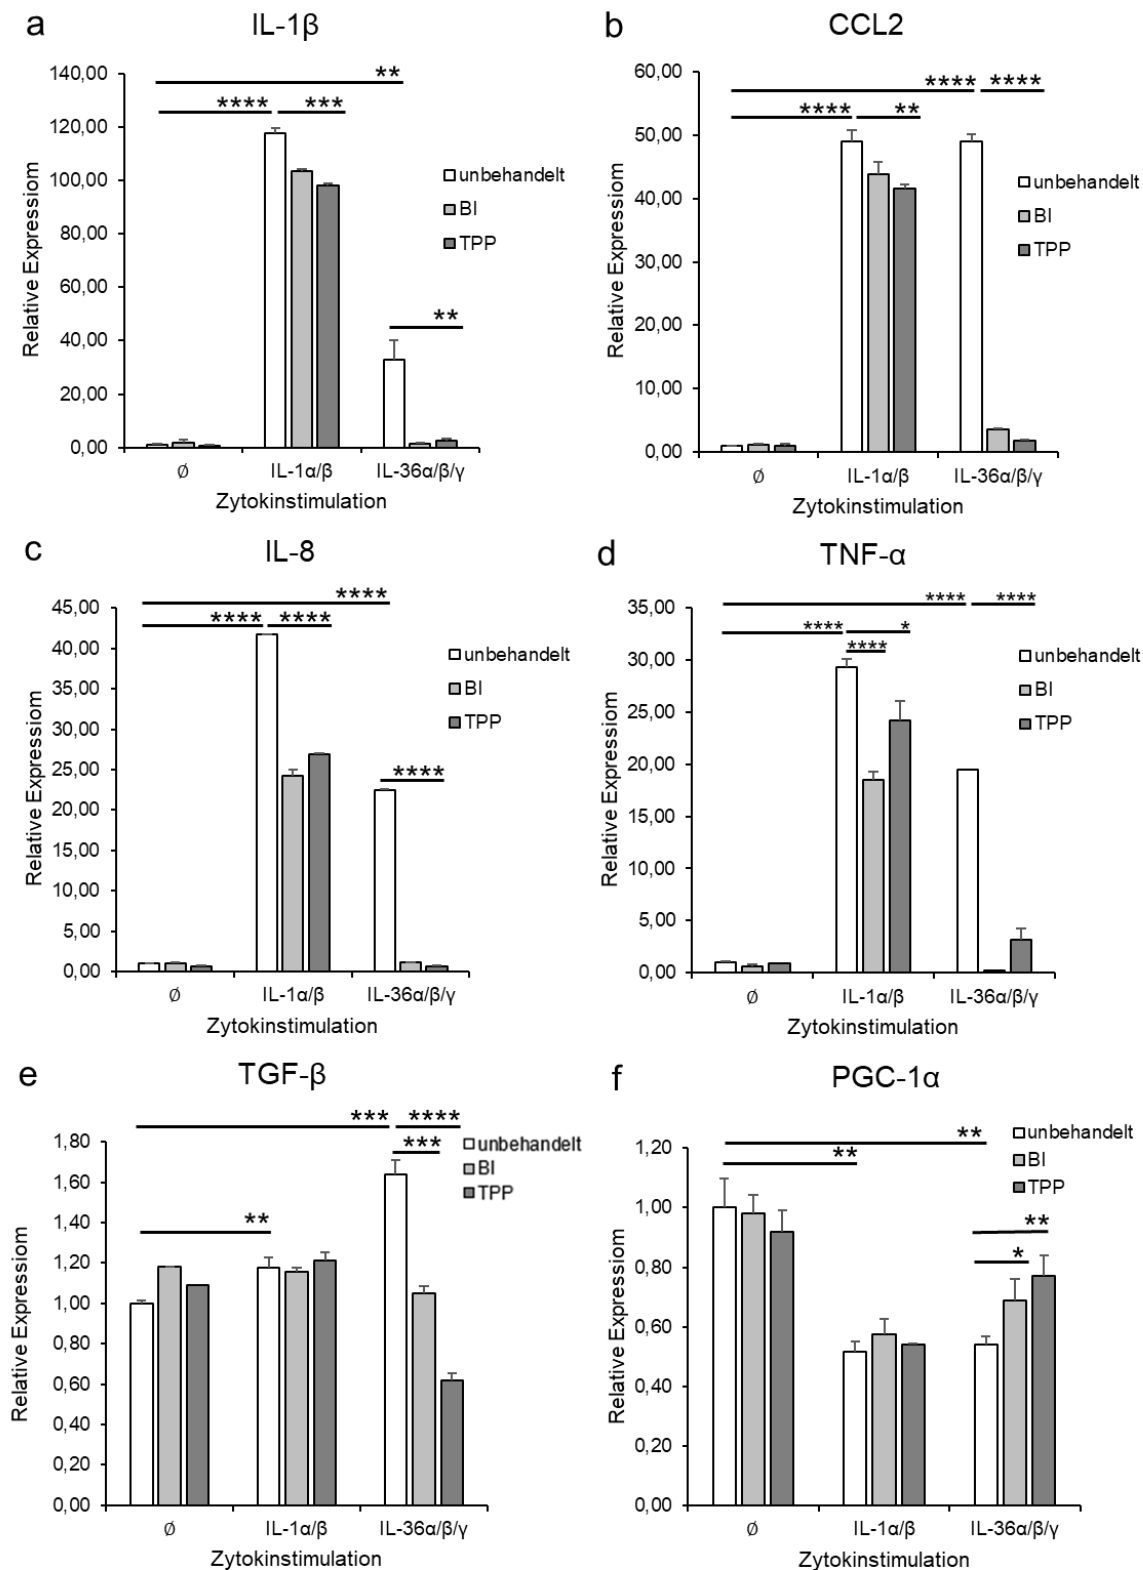 a
IL-1β
140,00
120,00
100,00
80,00
60,00
40,00
20,00
0,00
Relative Expressiom
**
****
***
**
unbehandelt
BI
TPP
ø
IL-1α/β
IL-36α/β/γ
Zytokinstimulation
b
CCL2
60,00
50,00
40,00
30,00
20,00
10,00
0,00
Relative Expressiom
****
****
****
**
unbehandelt
BI
TPP
ø
IL-1α/β
IL-36α/β/γ
Zytokinstimulation
c
IL-8
45,00
40,00
35,00
30,00
25,00
20,00
15,00
10,00
5,00
0,00
Relative Expressiom
****
****
****
****
unbehandelt
BI
TPP
ø
IL-1α/β
IL-36α/β/γ
Zytokinstimulation
d
TNF-α
35,00
30,00
25,00
20,00
15,00
10,00
5,00
0,00
Relative Expressiom
****
****
****
*
****
unbehandelt
BI
TPP
ø
IL-1α/β
IL-36α/β/γ
Zytokinstimulation
e
TGF-β
1,80
1,60
1,40
1,20
1,00
0,80
0,60
0,40
0,20
0,00
Relative Expressiom
***
****
***
**
unbehandelt
BI
TPP
ø
IL-1α/β
IL-36α/β/γ
Zytokinstimulation
f
PGC-1α
1,20
1,00
0,80
0,60
0,40
0,20
0,00
Relative Expressiom
**
**
**
*
unbehandelt
BI
TPP
ø
IL-1α/β
IL-36α/β/γ
Zytokinstimulation